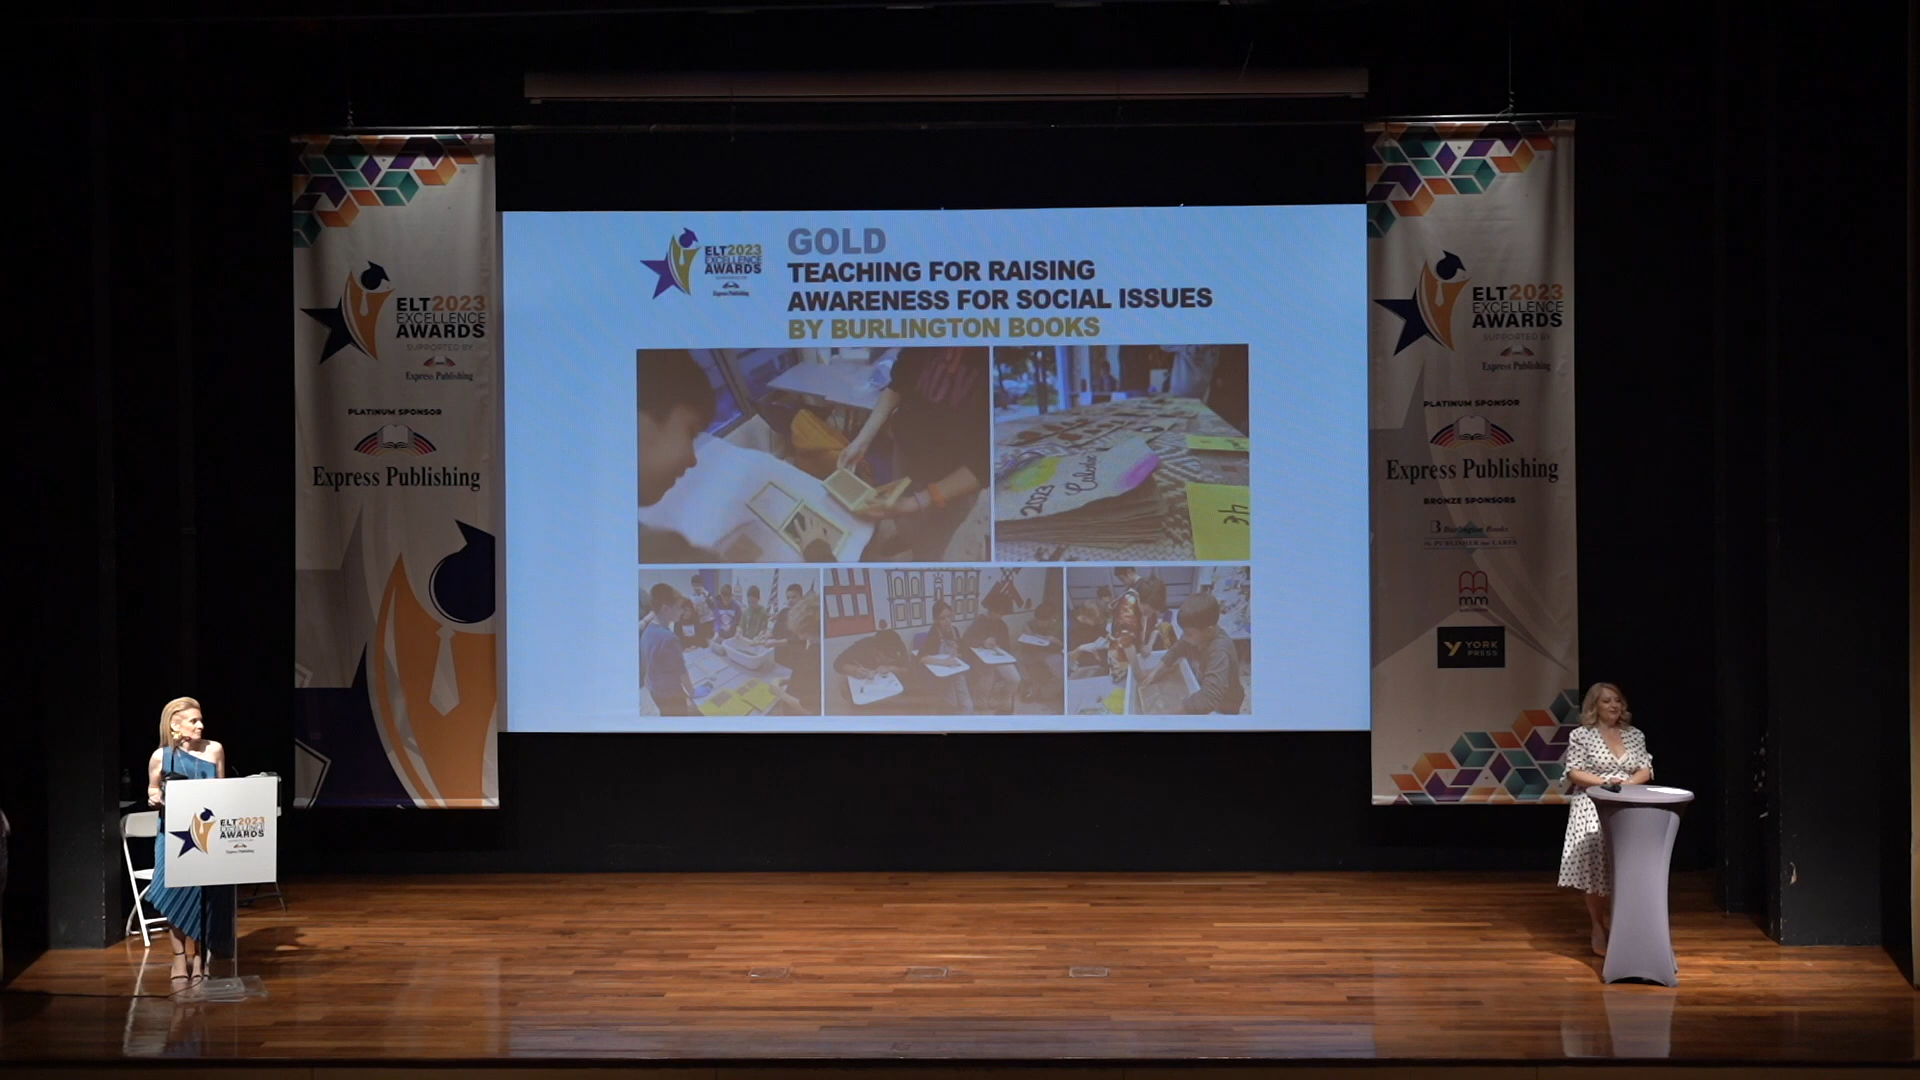 ELT2023
EXCELLENCE
AWARDS
SUPPORTED BY
Express Publishing
PLATINUM SPONSOR
Express Publishing
ELT2023
EXCELLENCE
AWARDS
Express Publishing
GOLD
TEACHING FOR RAISING
AWARENESS FOR SOCIAL ISSUES
BY BURLINGTON BOOKS
2023
ELT2023
EXCELLENCE
AWARDS
SUPPORTED BY
Express Publishing
PLATINUM SPONSOR
Express Publishing
BRONZE SPONSORS
Burlington Books
mm
YORK
PRESS
ELT2023
EXCELLENCE
AWARDS
Express Publishing